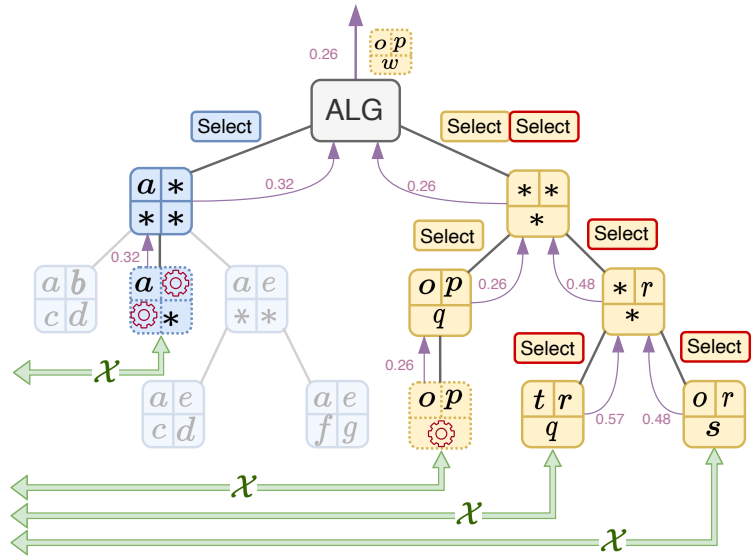 0.26
o p
w
ALG
Select
Select Select
a *
* *
0.32
0.26
* *
*
Select
Select
0.32
a b
c d
a
*
a e
* *
o p
q
0.26
0.48
* r
*
X
0.26
Select
Select
a e
c d
a e
f g
o p
t r
q
0.57
0.48
o r
s
X
X
X